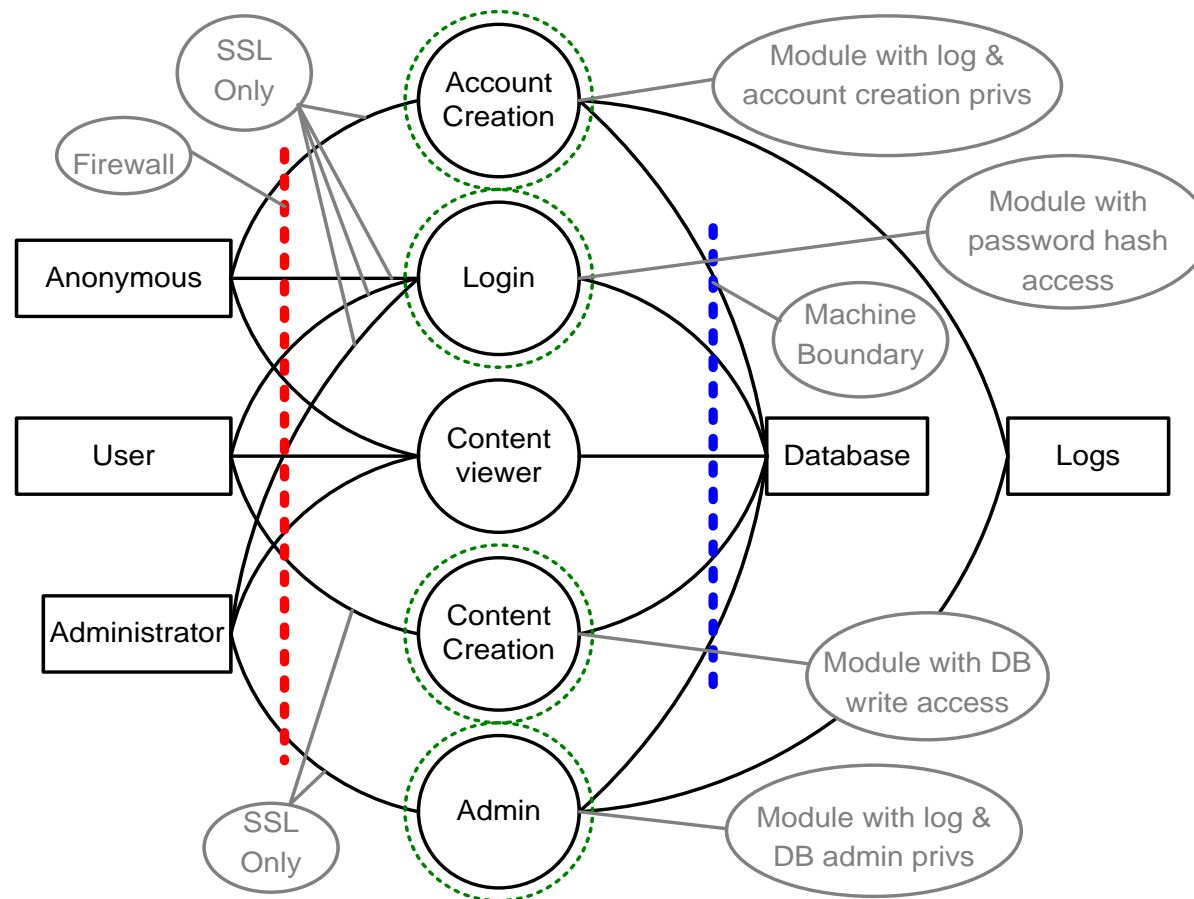 SSL
Only
Account
Creation
Module with log &
account creation privs
Firewall
Module with
password hash
access
Anonymous
Login
Machine
Boundary
User
Content
viewer
Database
Logs
Administrator
Content
Creation
Module with DB
write access
SSL
Only
Admin
Module with log &
DB admin privs